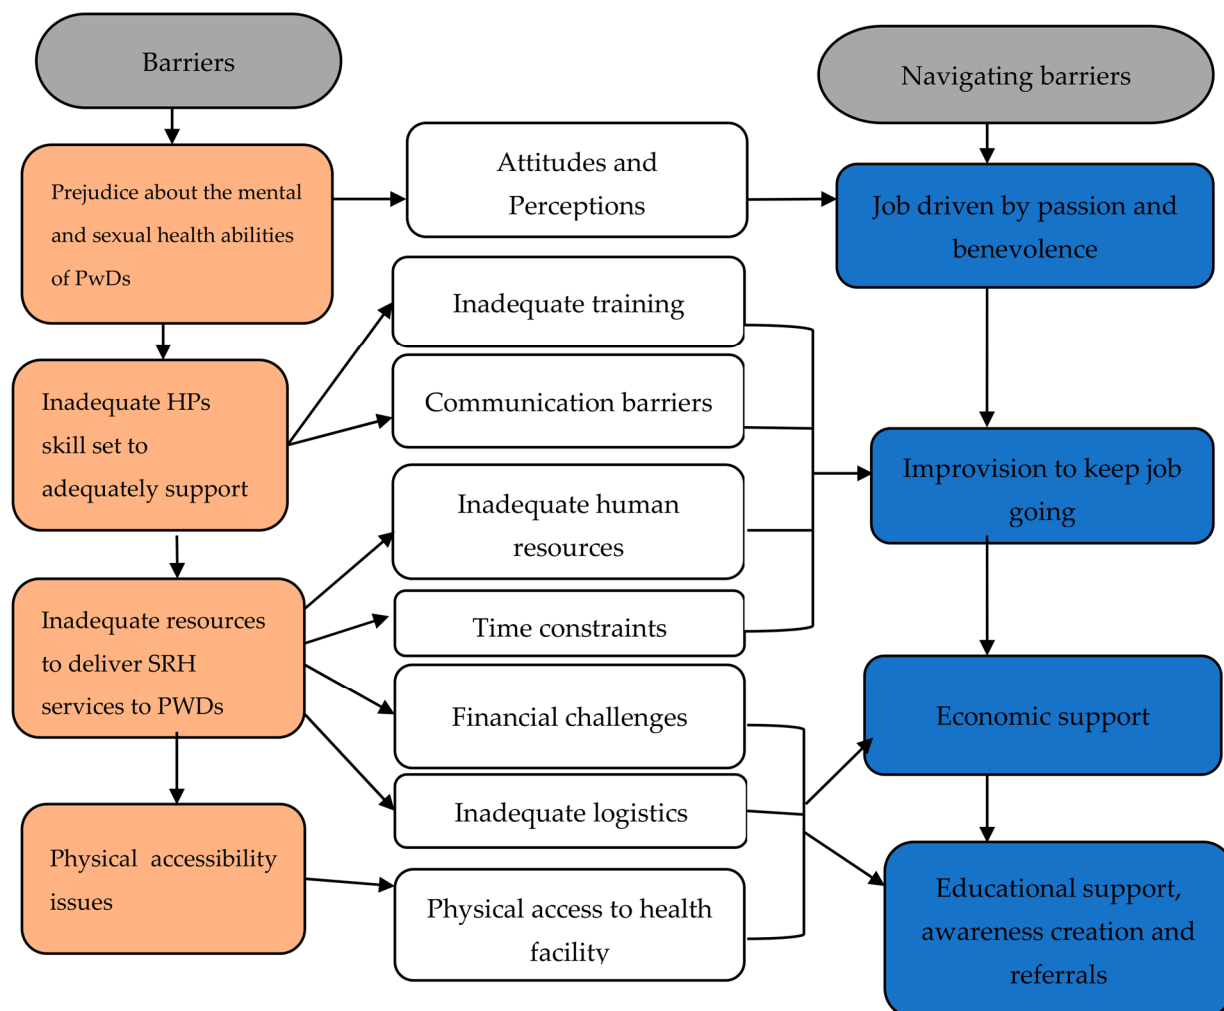 Barriers
Navigating barriers
Prejudice about the mental
and sexual health abilities
of PwDs
Attitudes and
Perceptions
Job driven by passion and
benevolence
Inadequate training
Inadequate HPs
skill set to
adequately support
Communication barriers
Improvision to keep job
going
Inadequate human
resources
Inadequate resources
to deliver SRH
services to PWDs
Time constraints
Financial challenges
Economic support
Inadequate logistics
Physical accessibility
issues
Physical access to health
facility
Educational support,
awareness creation and
referrals